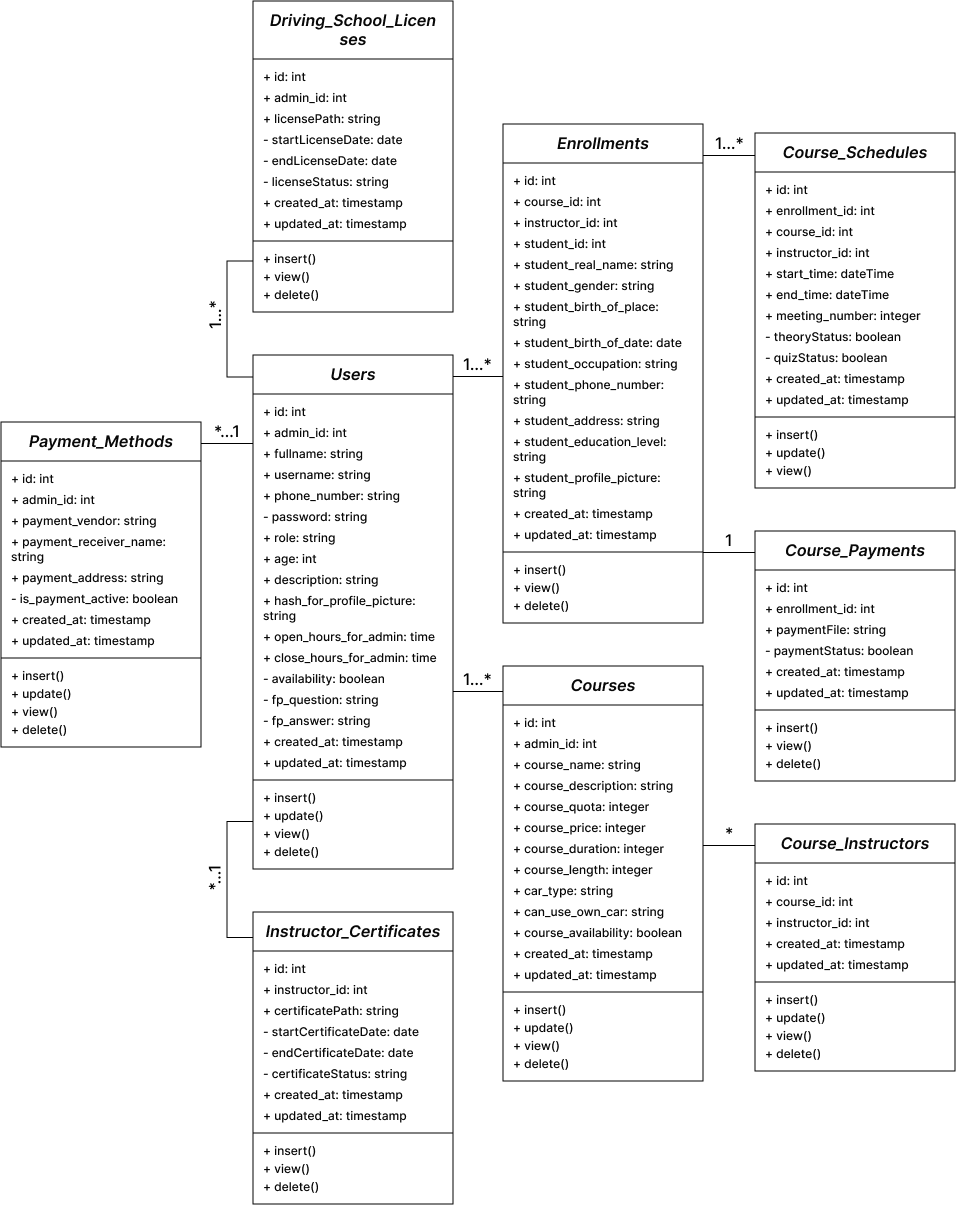 Driving_School_Licen
ses
+ id: int
+ admin_id: int
+ licensePath: string
- startLicenseDate: date
- endLicenseDate: date
- licenseStatus: string
+ created_at: timestamp
+ updated_at: timestamp
+ insert()
+ view()
+ delete()
1...*
Users
+ id: int
+ admin_id: int
+ fullname: string
+ username: string
+ phone_number: string
- password: string
+ role: string
+ age: int
+ description: string
+ hash_for_profile_picture:
string
+ open_hours_for_admin: time
+ close_hours_for_admin: time
- availability: boolean
- fp_question: string
- fp_answer: string
+ created_at: timestamp
+ updated_at: timestamp
+ insert()
+ update()
+ view()
+ delete()
*...1
Payment_Methods
+ id: int
+ admin_id: int
+ payment_vendor: string
+ payment_receiver_name:
string
+ payment_address: string
- is_payment_active: boolean
+ created_at: timestamp
+ updated_at: timestamp
+ insert()
+ update()
+ view()
+ delete()
*...1
Instructor_Certificates
+ id: int
+ instructor_id: int
+ certificatePath: string
- startCertificateDate: date
- endCertificateDate: date
- certificateStatus: string
+ created_at: timestamp
+ updated_at: timestamp
+ insert()
+ view()
+ delete()
1...*
Enrollments
+ id: int
+ course_id: int
+ instructor_id: int
+ student_id: int
+ student_real_name: string
+ student_gender: string
+ student_birth_of_place:
string
+ student_birth_of_date: date
+ student_occupation: string
+ student_phone_number:
string
+ student_address: string
+ student_education_level:
string
+ student_profile_picture:
string
+ created_at: timestamp
+ updated_at: timestamp
+ insert()
+ view()
+ delete()
1...*
Courses
+ id: int
+ admin_id: int
+ course_name: string
+ course_description: string
+ course_quota: integer
+ course_price: integer
+ course_duration: integer
+ course_length: integer
+ car_type: string
+ can_use_own_car: string
+ course_availability: boolean
+ created_at: timestamp
+ updated_at: timestamp
+ insert()
+ update()
+ view()
+ delete()
1...*
Course_Schedules
+ id: int
+ enrollment_id: int
+ course_id: int
+ instructor_id: int
+ start_time: dateTime
+ end_time: dateTime
+ meeting_number: integer
- theoryStatus: boolean
- quizStatus: boolean
+ created_at: timestamp
+ updated_at: timestamp
+ insert()
+ update()
+ view()
1
Course_Payments
+ id: int
+ enrollment_id: int
+ paymentFile: string
- paymentStatus: boolean
+ created_at: timestamp
+ updated_at: timestamp
+ insert()
+ view()
+ delete()
*
Course_Instructors
+ id: int
+ course_id: int
+ instructor_id: int
+ created_at: timestamp
+ updated_at: timestamp
+ insert()
+ update()
+ view()
+ delete()